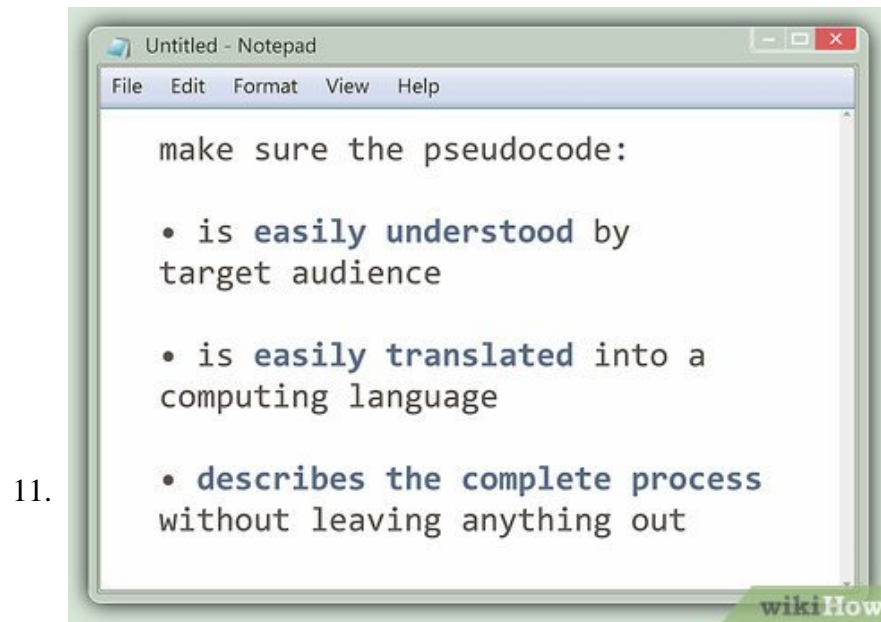 Untitled - Notepad
File Edit Format View Help
make sure the pseudocode:
• is easily understood by
target audience
• is easily translated into a
computing language
11.
• describes the complete process
without leaving anything out
wikiHow